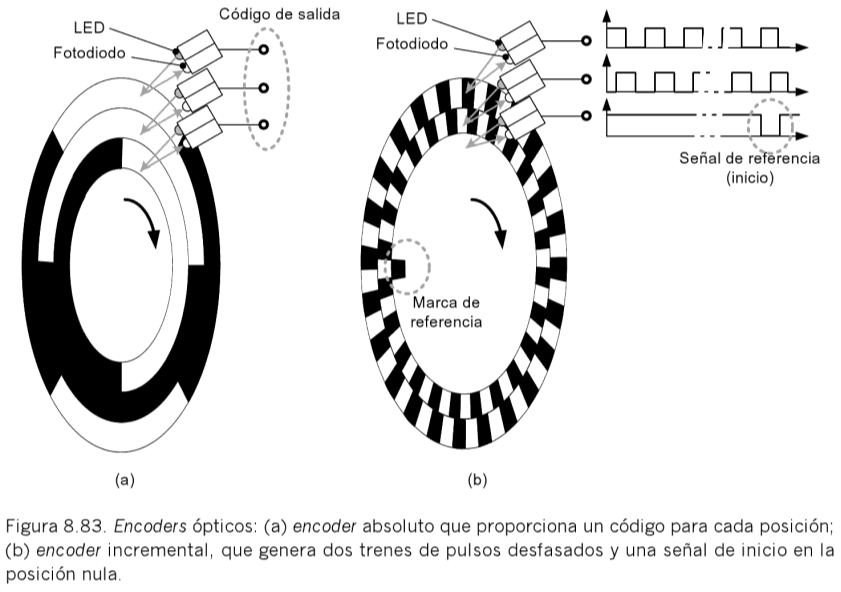 Código de salida
LED
Fotodiodo
LED
Fotodiodo
Señal de referencia
(inicio)
Marca de
referencia
(a)
(b)
Figura 8.83. Encoders ópticos: (a) encoder absoluto que proporciona un código para cada posición;
(b) encoder incremental, que genera dos trenes de pulsos desfasados y una señal de inicio en la
posición nula.